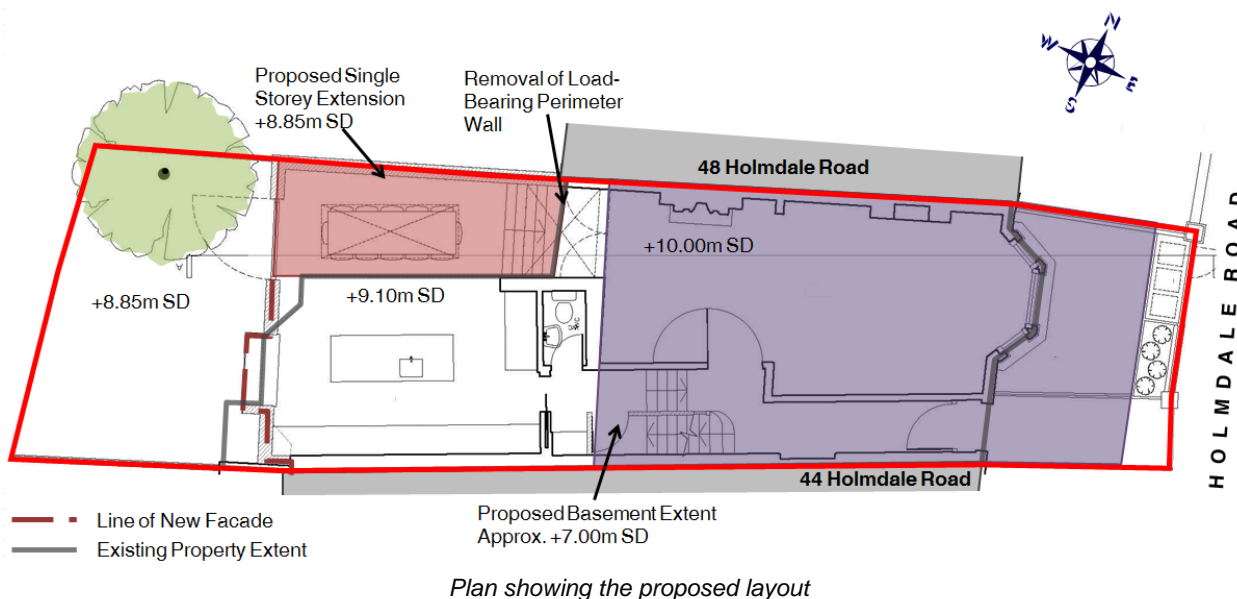 N
W
E
S
Proposed Single
Storey Extension
+8.85m SD
Removal of Load-
Bearing Perimeter
Wall
48 Holmdale Road
+10.00m SD
+8.85m SD
+9.10m SD
A
WC
HOLMDALE ROAD
44 Holmdale Road
Proposed Basement Extent
Approx. +7.00m SD
Line of New Facade
Existing Property Extent
Plan showing the proposed layout